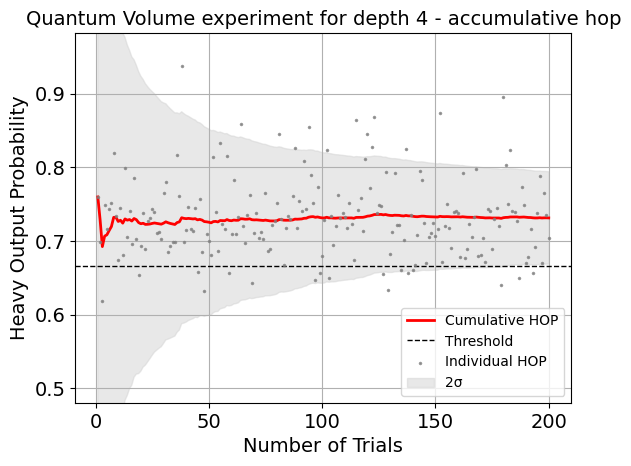 Quantum Volume experiment for depth 4 - accumulative hop
Heavy Output Probability
0.9
0.8
0.7
0.6
0.5
Cumulative HOP
Threshold
Individual HOP
2σ
0 50 100 150 200
Number of Trials